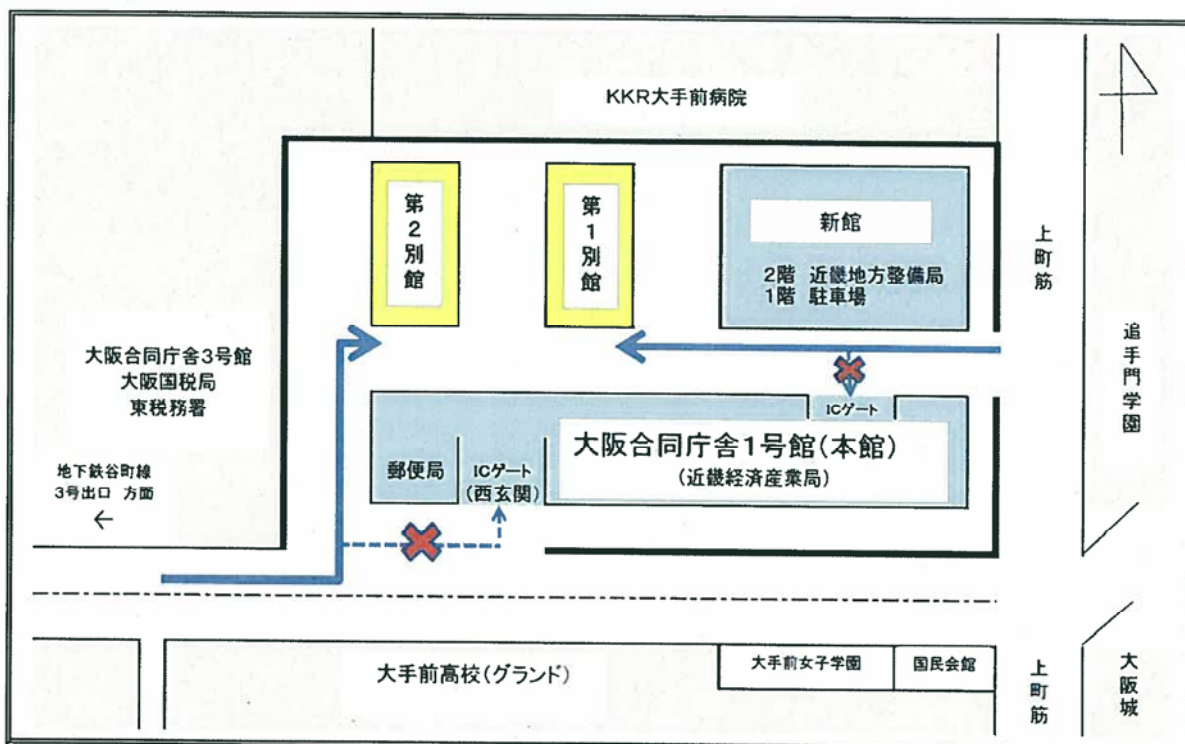 KKR大手前病院
第2別館
第1別館
新館
2階 近畿地方整備局
1階 駐車場
上町筋
追手門学園
大阪合同庁舎3号館
大阪国税局
東税務署
地下鉄谷町線
3号出口 方面
←
ICゲート
大阪合同庁舎1号館(本館)
(近畿経済産業局)
郵便局
ICゲート
(西玄関)
大手前高校(グランド)
大手前女子学園
国民会館
上町筋
大阪城